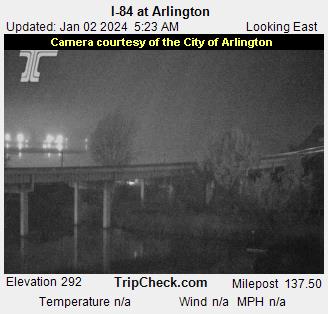 I-84 at Arlington
Updated: Jan 02 2024 5:23 AM Looking East
Camera courtesy of the City of Arlington
Elevation 292 TripCheck.com Milepost 137.50
Temperature n/a Wind n/a MPH n/a